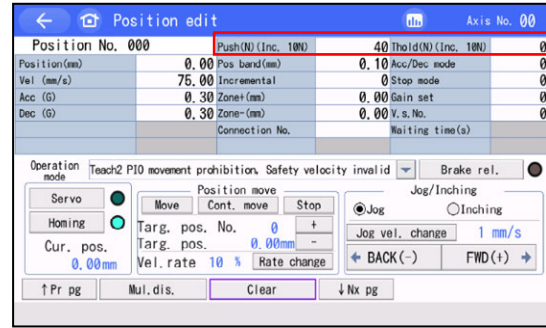 Position edit Axis No. 00
Position No. 000 Push(N)(Inc. 10N) 40 Thold(N)(Inc. 10N) 0
Position(mm) 0.00 Pos band(mm) 0.10 Acc/Dec mode 0
Vel (mm/s) 75.00 Incremental 0 Stop mode 0
Acc (G) 0.30 Zone+(mm) 0.00 Gain set 0
Dec (G) 0.30 Zone-(mm) 0.00 V.s.No. 0
Connection No. Waiting time(s)
Operation mode Teach2 PIO movement prohibition, Safety velocity invalid Brake rel.
Servo
Homing
Cur. pos.
0.00mm
Position move
Move Cont. move Stop
Targ. pos. No. 0 +
Targ. pos. 0.00mm -
Vel.rate 10 % Rate change
Jog/Inching
Jog Inching
Jog vel. change 1 mm/s
BACK(-) FWD(+)
↑Pr pg Mul.dis. Clear ↓Nx pg